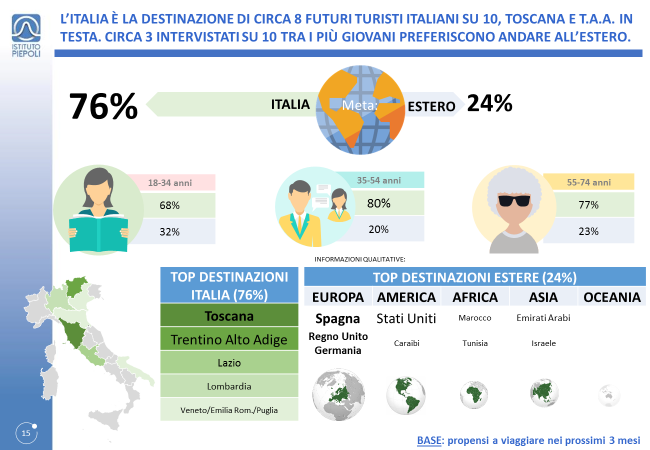 L'ITALIA È LA DESTINAZIONE DI CIRCA 8 FUTURI TURISTI ITALIANI SU 10, TOSCANA E T.A.A. IN
TESTA. CIRCA 3 INTERVISTATI SU 10 TRA I PIÙ GIOVANI PREFERISCONO ANDARE ALL'ESTERO.
ISTITUTO
PIEPOLI
76%
ITALIA
Meta:
ESTERO
24%
18-34 anni
68%
32%
35-54 anni
80%
20%
55-74 anni
77%
23%
INFORMAZIONI QUALITATIVE:
TOP DESTINAZIONI
ITALIA (76%)
Toscana
Trentino Alto Adige
Lazio
Lombardia
Veneto/Emilia Rom./Puglia
TOP DESTINAZIONI ESTERE (24%)
EUROPA AMERICA AFRICA ASIA OCEANIA
Spagna Stati Uniti Marocco Emirati Arabi
Regno Unito
Germania
Caraibi Tunisia Israele
15
BASE: propensi a viaggiare nei prossimi 3 mesi